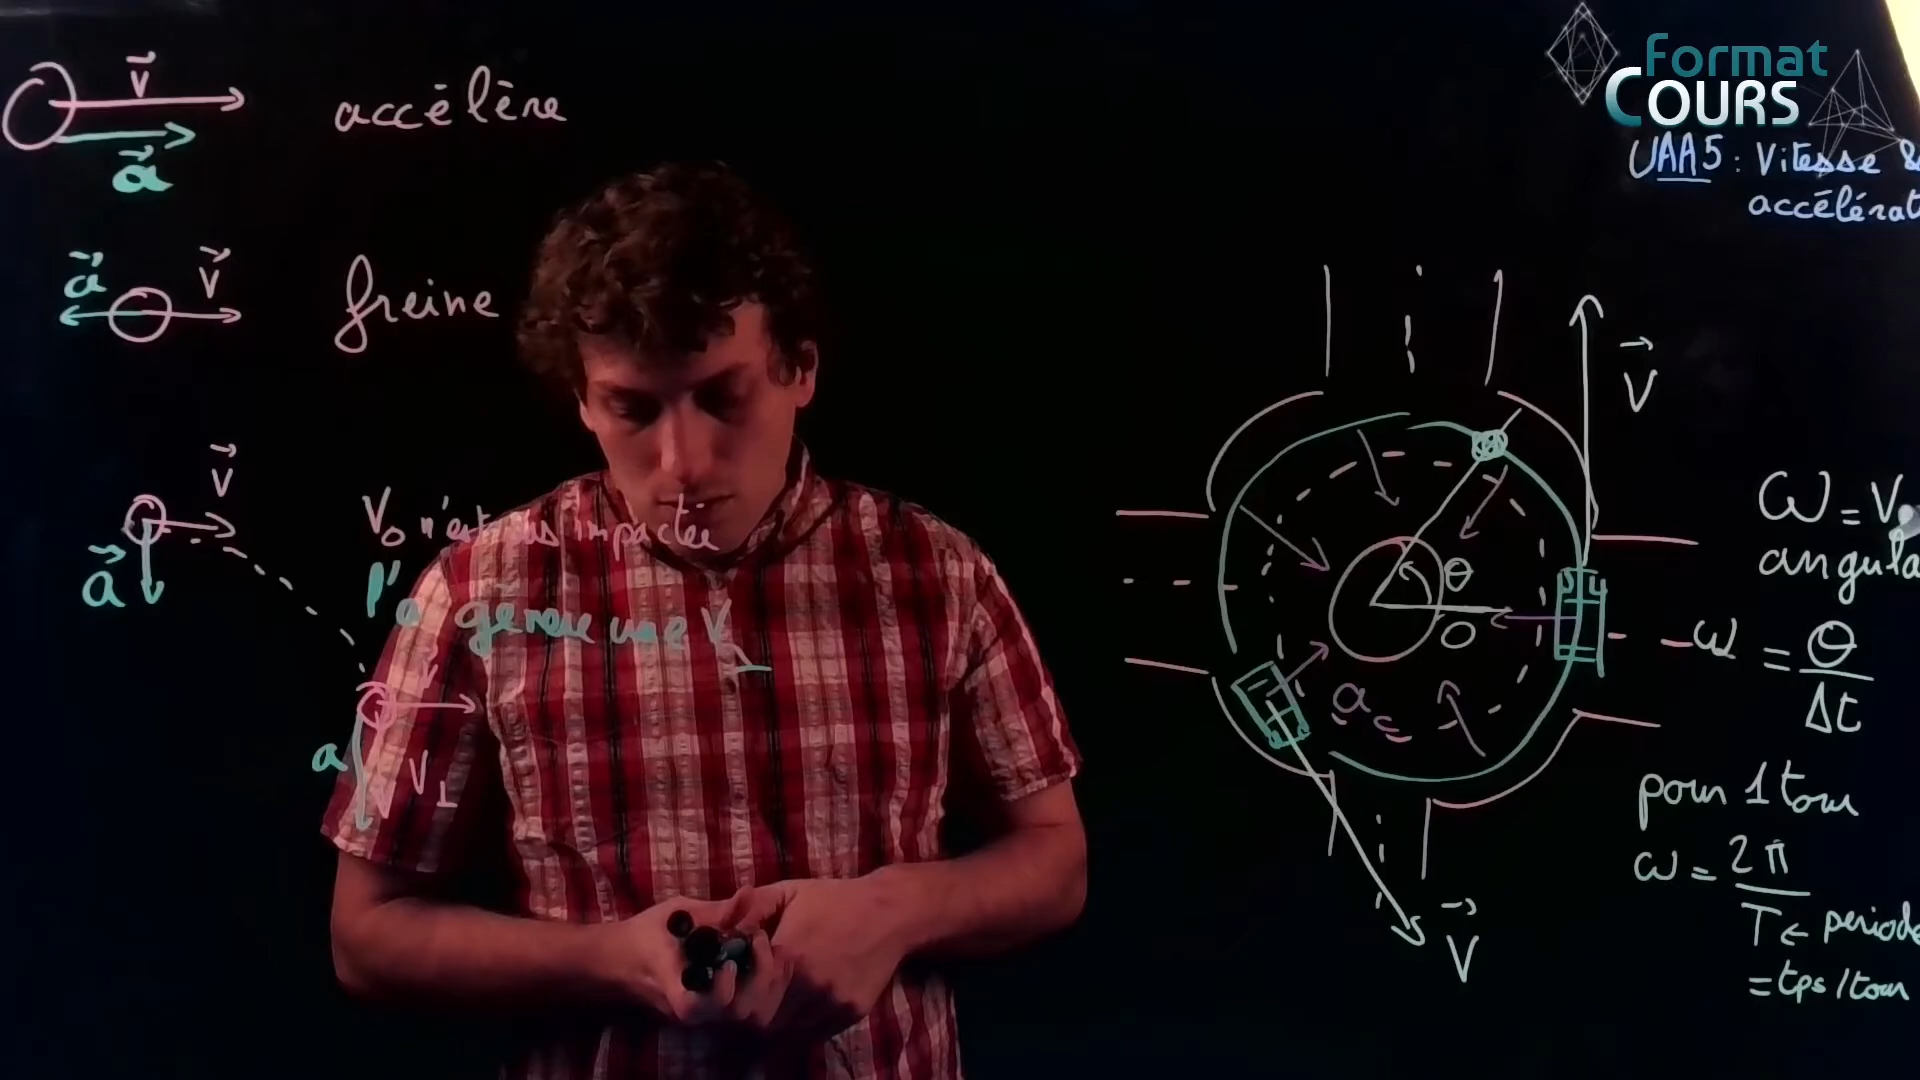 Format
COURS
UAA5 : Vitesse &
accélérat
v
a
accélère
a
v
freine
v
a
V₀ n'est pas impactée
l'a génère une V⊥
v
a
V⊥
V
θ
O
a c
V
ω = V
angula
ω = θ / Δt
pour 1 tour
ω = 2π / T ← période
= tps / tour